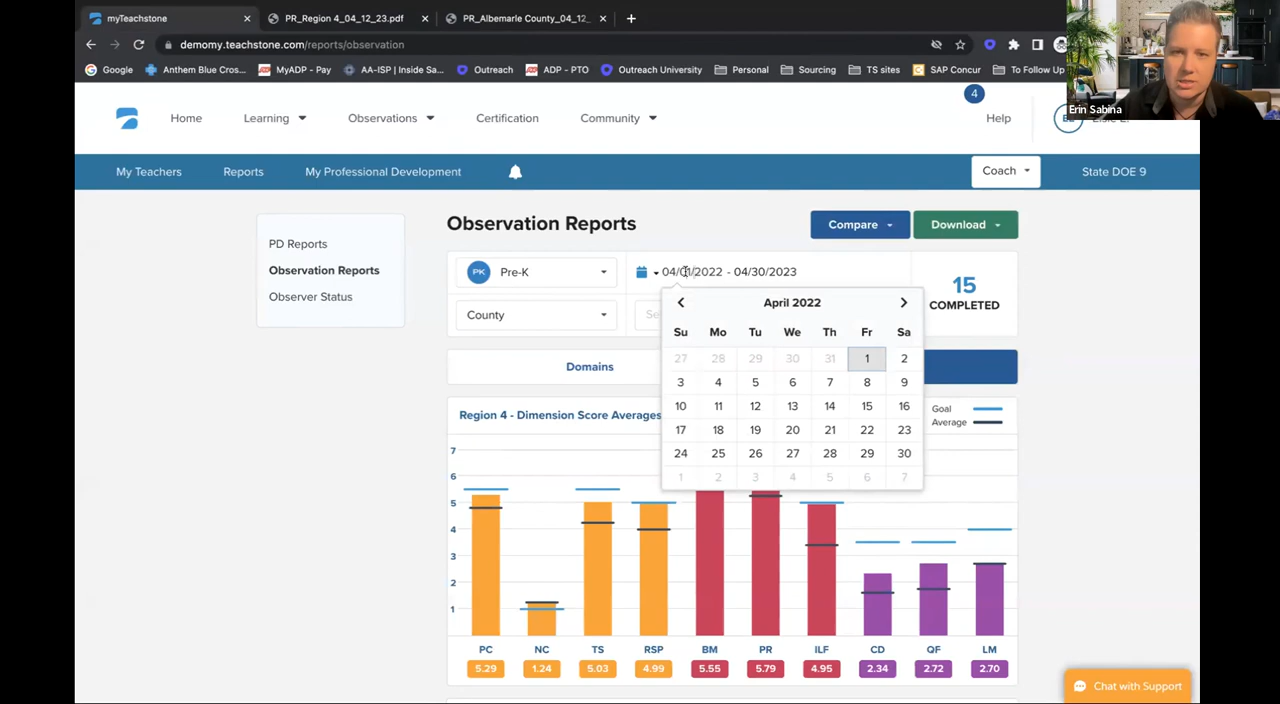 myTeachstone
PR_Region 4_04_12_23.pdf
PR_Albemarle County_04_12_
demomy.teachstone.com/reports/observation
Google
Anthem Blue Cros...
MyADP - Pay
AA-ISP | Inside Sa...
Outreach
ADP - PTO
Outreach University
Personal
Sourcing
TS sites
SAP Concur
To Follow Up
Erin Sabina
4
Home
Learning
Observations
Certification
Community
Help
My Teachers
Reports
My Professional Development
Coach
State DOE 9
PD Reports
Observation Reports
Observer Status
Observation Reports
Compare
Download
PK
Pre-K
04/01/2022 - 04/30/2023
County
15
COMPLETED
April 2022
Su Mo Tu We Th Fr Sa
27 28 29 30 31 1 2
3 4 5 6 7 8 9
10 11 12 13 14 15 16
17 18 19 20 21 22 23
24 25 26 27 28 29 30
1 2 3 4 5 6 7
Domains
Region 4 - Dimension Score Averages
Goal
Average
7
6
5
4
3
2
1
PC NC TS RSP BM PR ILF CD QF LM
5.29 1.24 5.03 4.99 5.55 5.79 4.95 2.34 2.72 2.70
Chat with Support